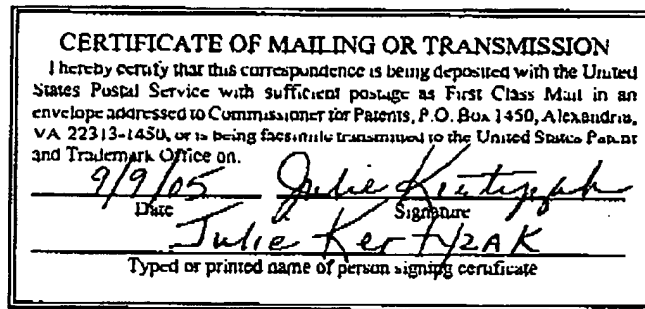 CERTIFICATE OF MAILING OR TRANSMISSION
I hereby certify that this correspondence is being deposited with the United
States Postal Service with sufficient postage as First Class Mail in an
envelope addressed to Commissioner for Patents, P.O. Box 1450, Alexandria,
VA 22313-1450, or is being facsimile transmitted to the United States Patent
and Trademark Office on.
9/9/05 Julie Kertyzak
Date Signature
Julie Kertyzak
Typed or printed name of person signing certificate